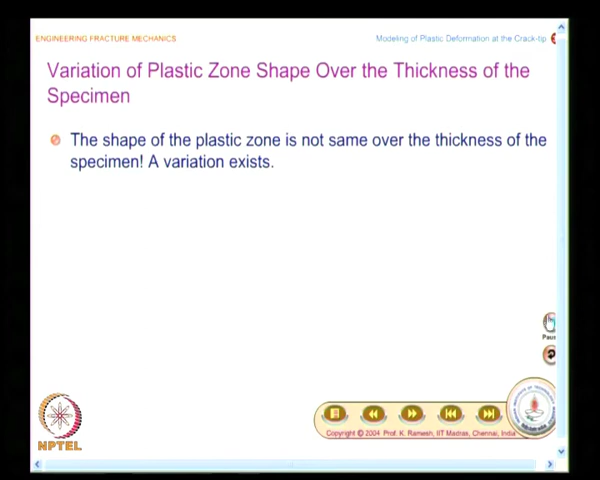 ENGINEERING FRACTURE MECHANICS
Modeling of Plastic Deformation at the Crack-tip
Variation of Plastic Zone Shape Over the Thickness of the
Specimen
The shape of the plastic zone is not same over the thickness of the
specimen! A variation exists.
NPTEL
Copyright © 2004 Prof. K. Ramesh, IIT Madras, Chennai, India